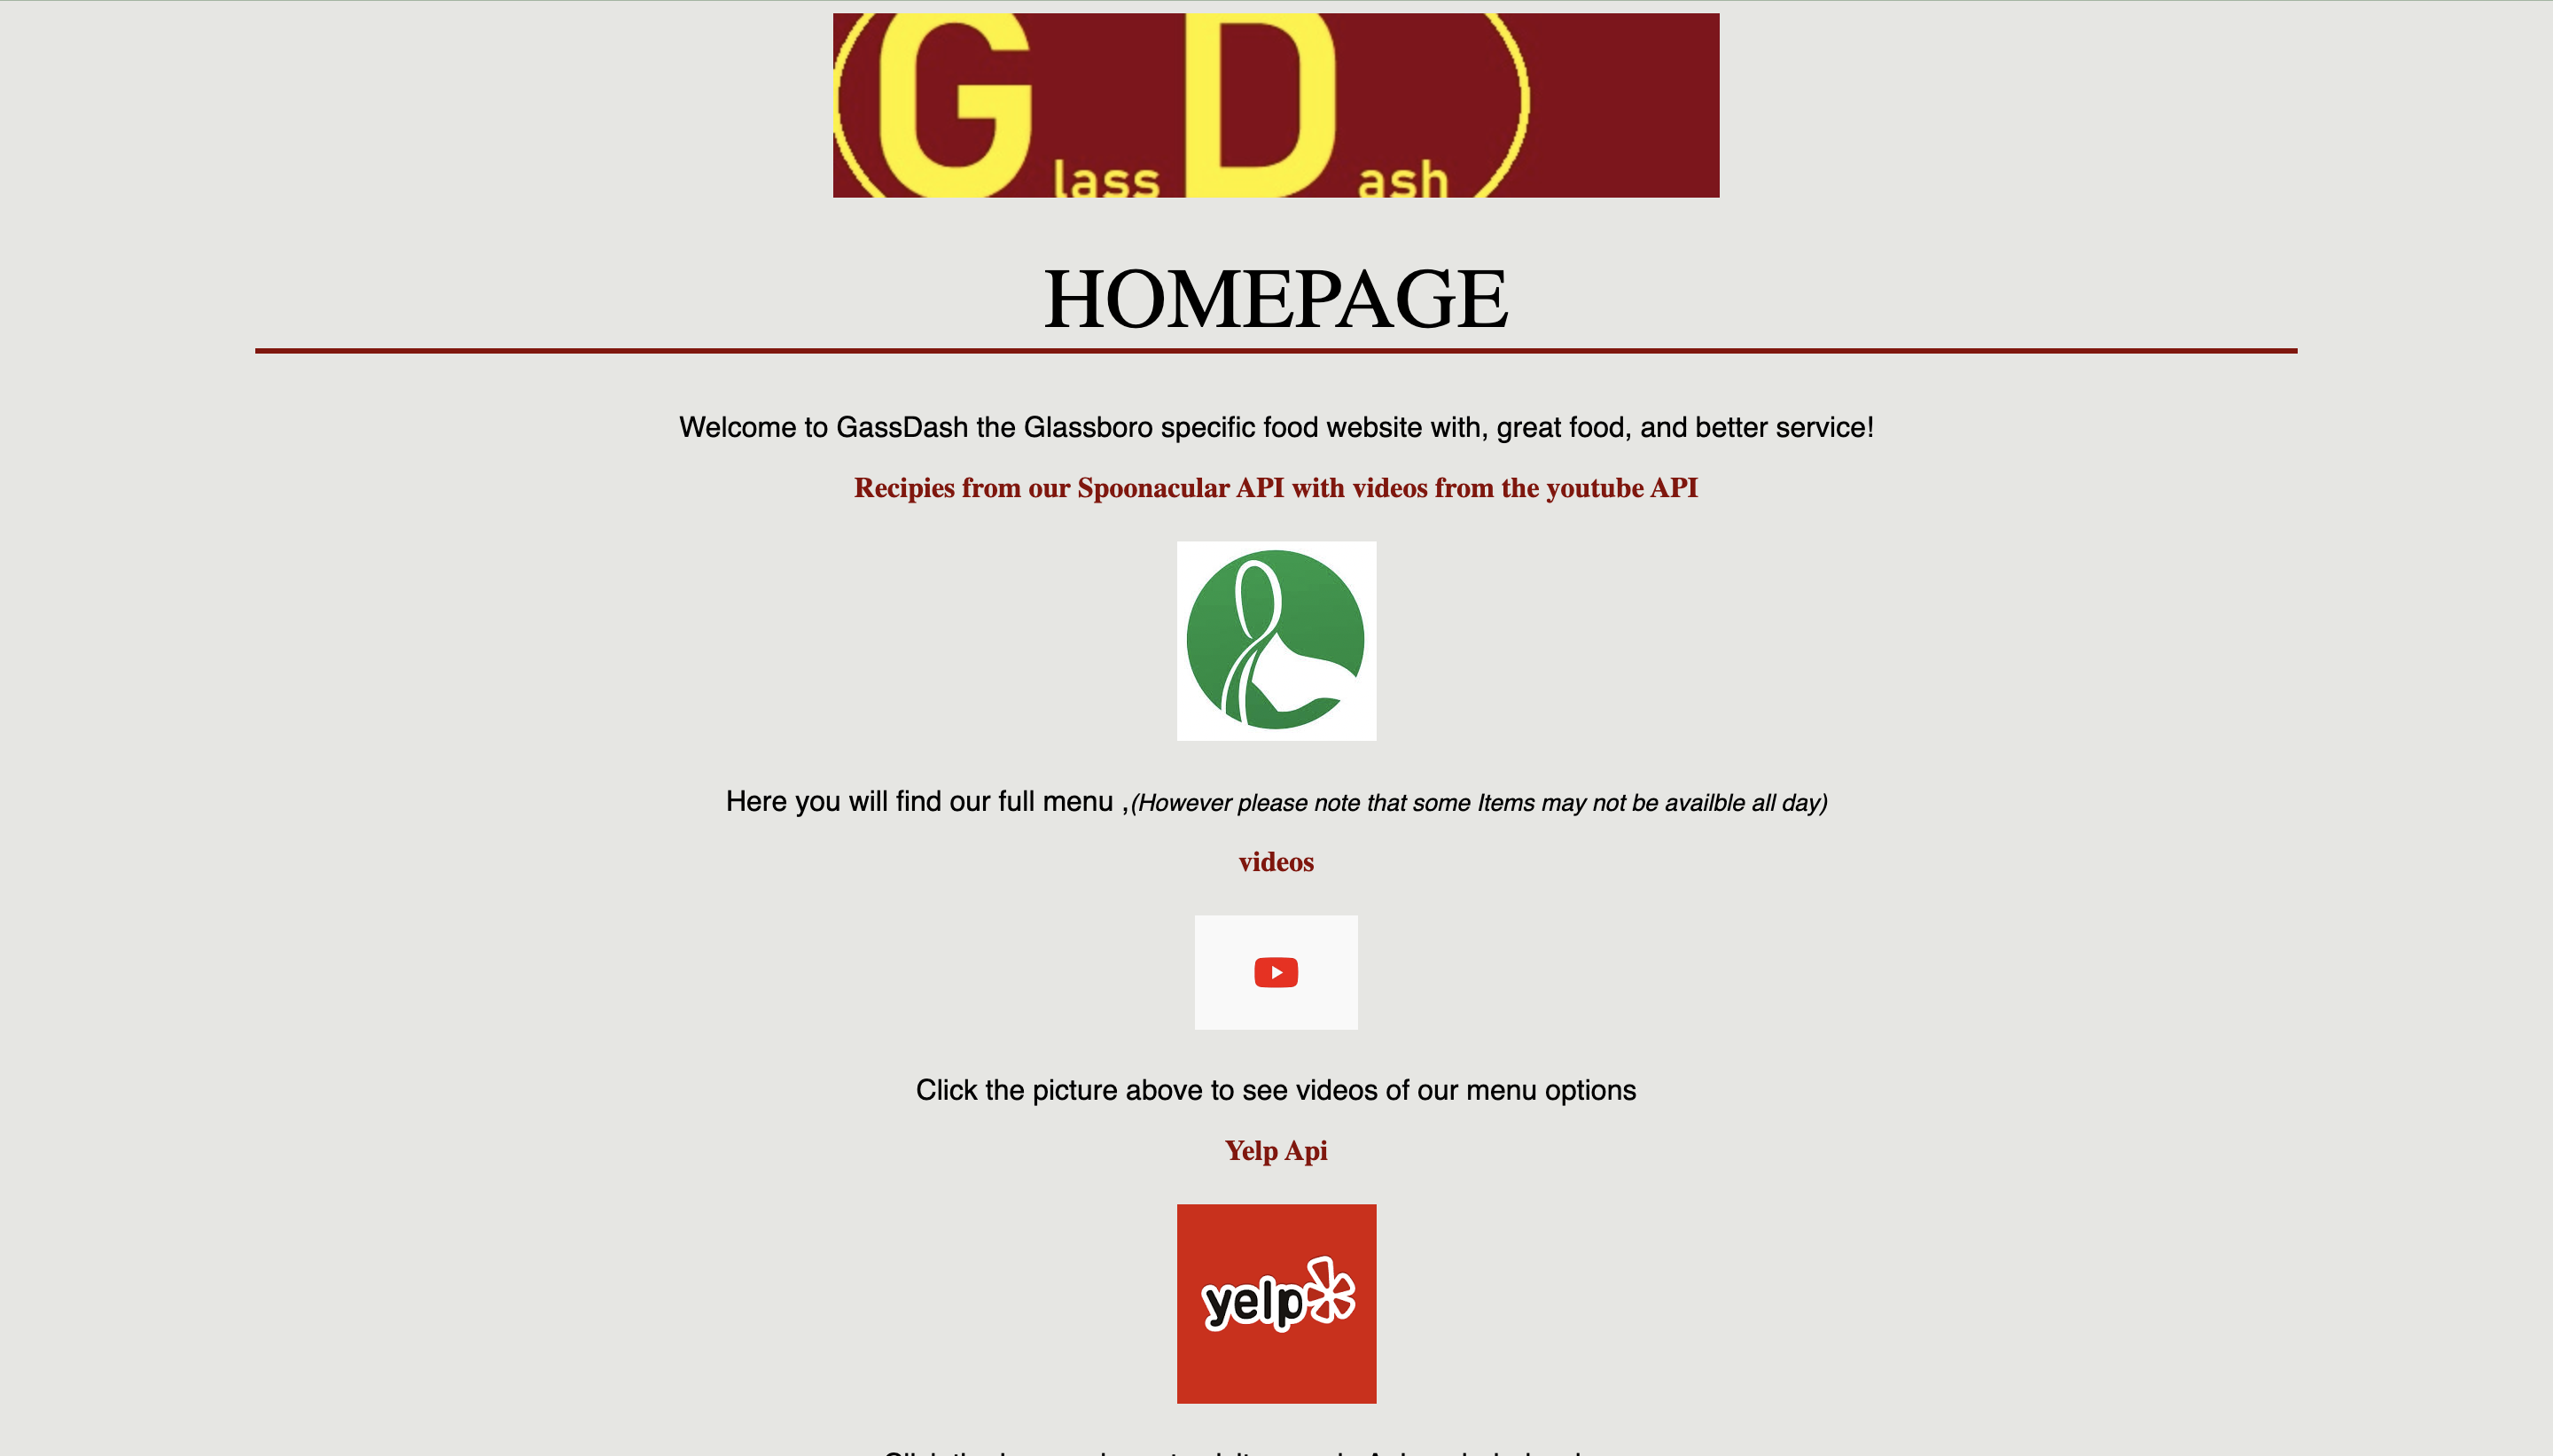 Glass Dash
HOMEPAGE
Welcome to GassDash the Glassboro specific food website with, great food, and better service!
Recipies from our Spoonacular API with videos from the youtube API
Here you will find our full menu ,(However please note that some Items may not be availble all day)
videos
Click the picture above to see videos of our menu options
Yelp Api
yelp